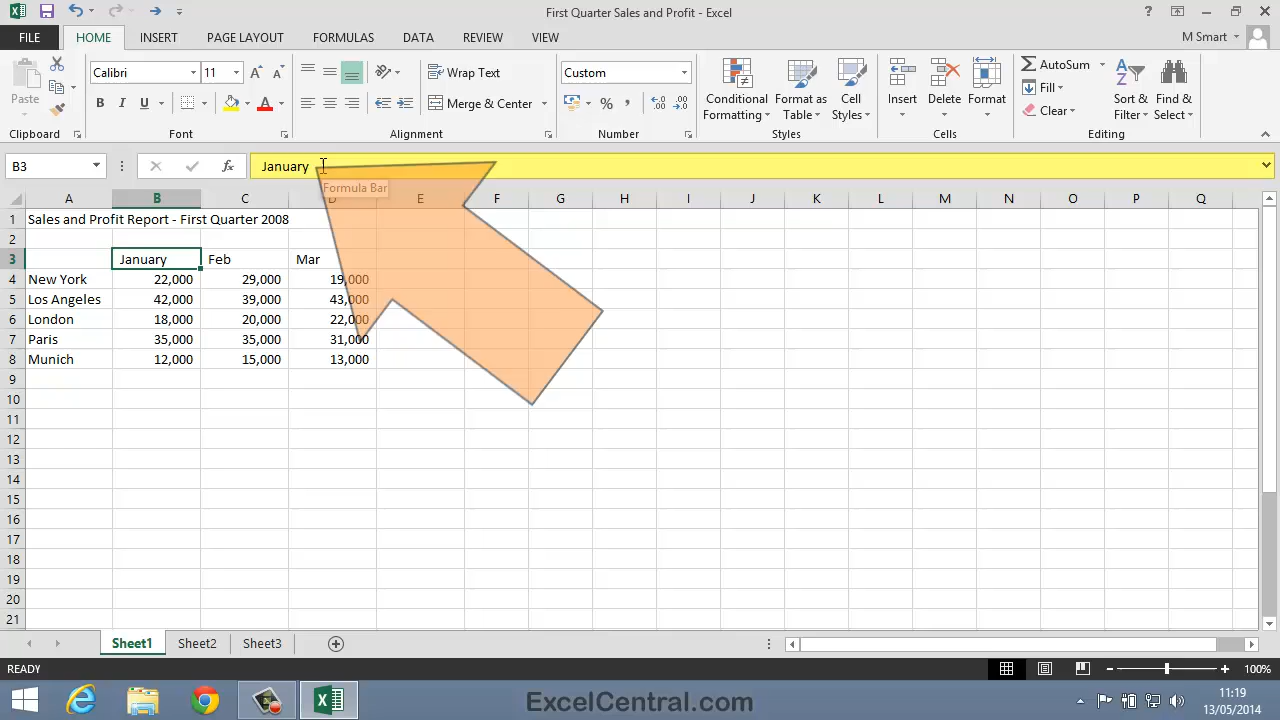 First Quarter Sales and Profit - Excel
?
FILE HOME INSERT PAGE LAYOUT FORMULAS DATA REVIEW VIEW M Smart
Paste
Calibri 11
B I U A
Wrap Text
Merge & Center
Custom
% ,
Conditional Formatting
Format as Table
Cell Styles
Insert Delete Format
AutoSum
Fill
Clear
Sort & Filter
Find & Select
Clipboard Font Alignment Number Styles Cells Editing
B3 fx January
Formula Bar
A B C D E F G H I J K L M N O P Q
1 Sales and Profit Report - First Quarter 2008
2
3 January Feb Mar
4 New York 22,000 29,000 19,000
5 Los Angeles 42,000 39,000 43,000
6 London 18,000 20,000 22,000
7 Paris 35,000 35,000 31,000
8 Munich 12,000 15,000 13,000
9
10
11
12
13
14
15
16
17
18
19
20
21
Sheet1 Sheet2 Sheet3
READY 100%
ExcelCentral.com
11:19
13/05/2014